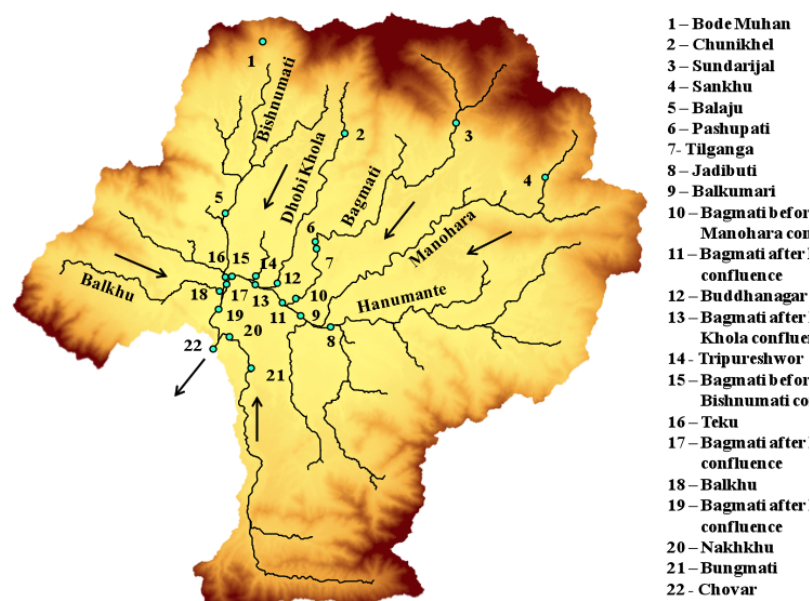 1
Bishnumati
2
Dhobi Khola
3
Bagmati
4
5
6
7
Manohara
16 15 14
12
Balkhu
18 17 13
10
Hanumante
11 9
19
8
20
22
21
1 – Bode Muhan
2 – Chunikhel
3 – Sundarijal
4 – Sankhu
5 – Balaju
6 – Pashupati
7- Tilganga
8 – Jadibuti
9 – Balkumari
10 – Bagmati before
Manohara con
11 – Bagmati after
confluence
12 – Buddhanagar
13 – Bagmati after
Khola confluen
14 - Tripureshwor
15 – Bagmati before
Bishnumati con
16 – Teku
17 – Bagmati after
confluence
18 – Balkhu
19 – Bagmati after
confluence
20 – Nakhkhu
21 – Bungmati
22 – Chovar